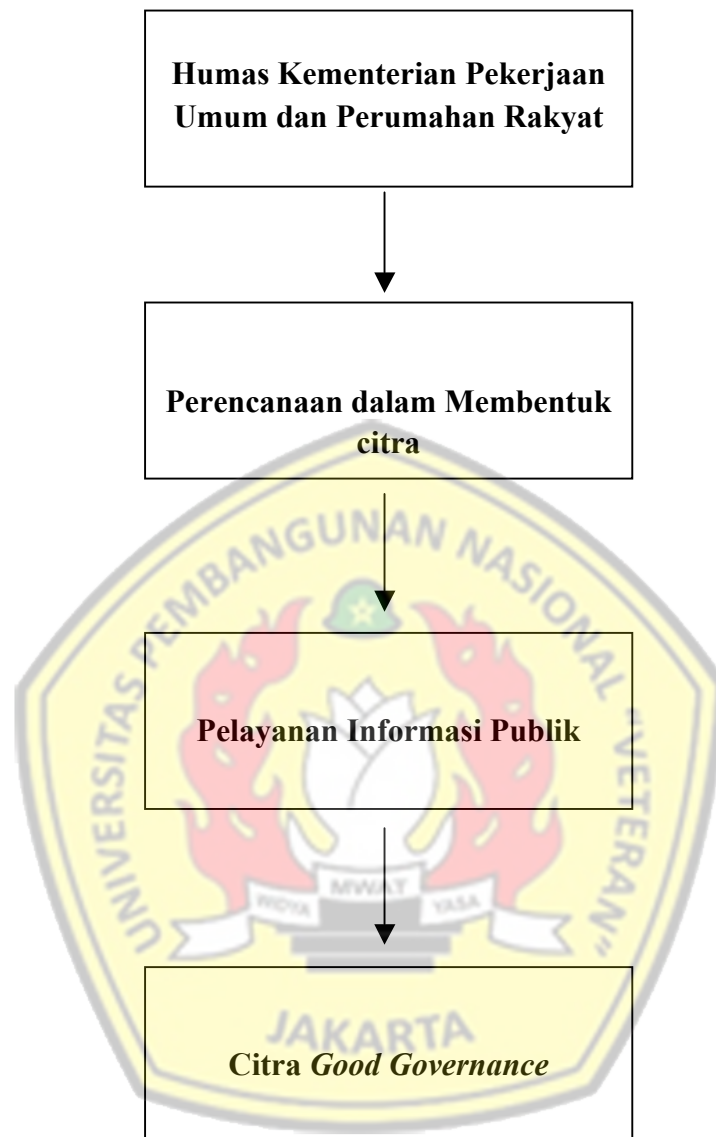 Humas Kementerian Pekerjaan
Umum dan Perumahan Rakyat
Perencanaan dalam Membentuk
citra
UNIVERSITAS PEMBANGUNAN NASIONAL "VETERAN"
Pelayanan Informasi Publik
WIDYA MWAT YASA
JAKARTA
Citra Good Governance